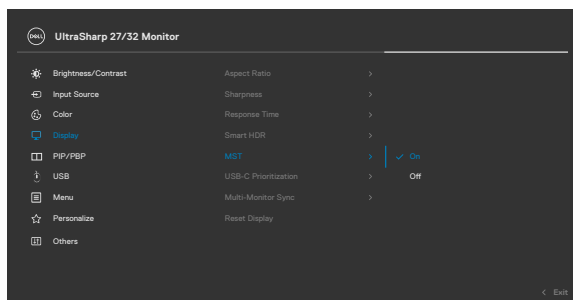 DELL UltraSharp 27/32 Monitor
Brightness/Contrast Aspect Ratio >
Input Source Sharpness >
Color Response Time >
Display Smart HDR >
PIP/PBP MST > ✓ On
USB USB-C Prioritization > Off
Menu Multi-Monitor Sync >
Personalize Reset Display
Others
< Exit